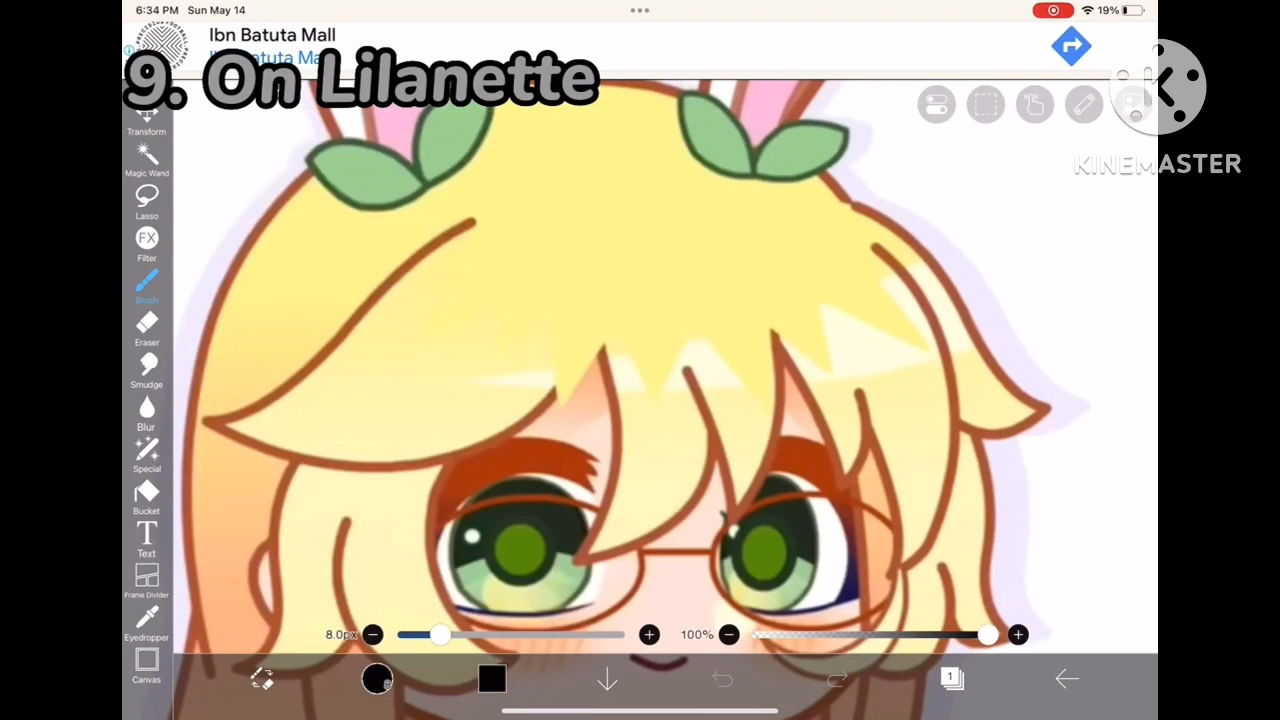 6:34 PM Sun May 14
19%
Ibn Batuta Mall
9. On Lilanette
KINEMASTER
Transform
Magic Wand
Lasso
FX
Filter
Brush
Eraser
Smudge
Blur
Special
Bucket
T
Text
Frame Divider
Eyedropper
Canvas
8.0px
100%
1